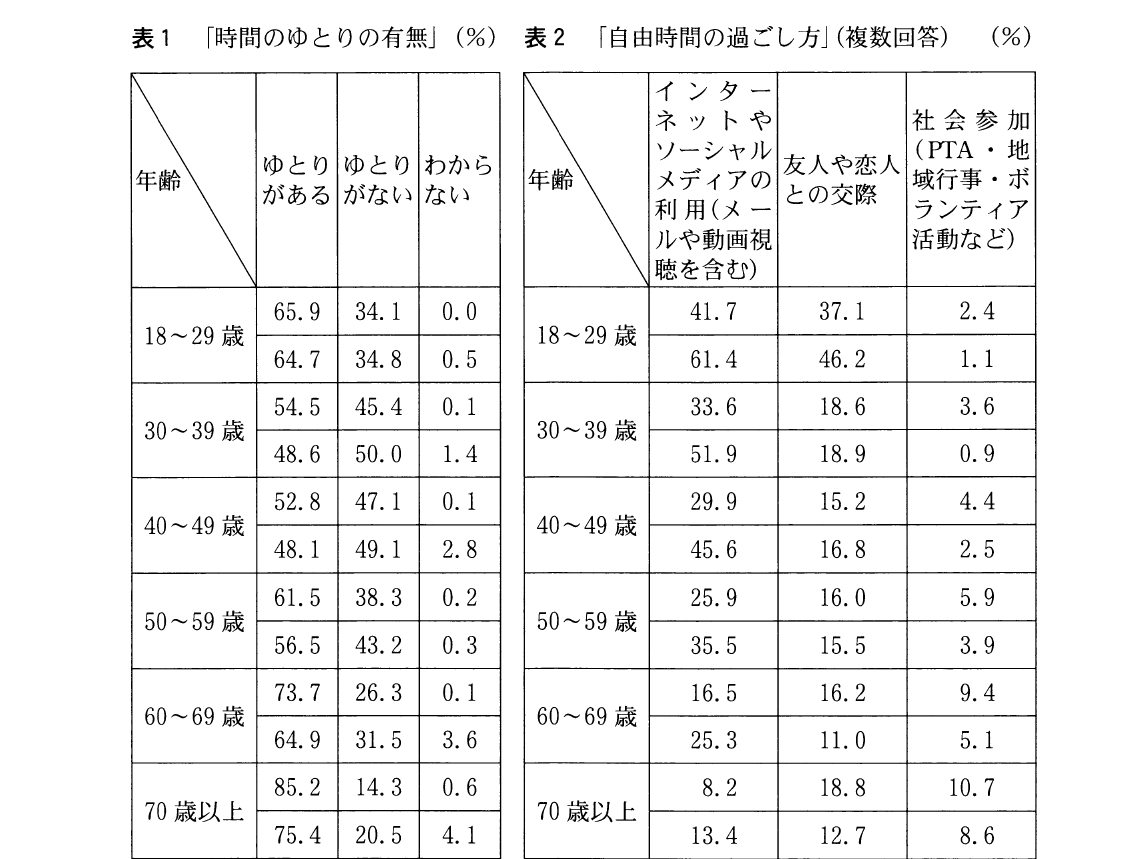 表1 「時間のゆとりの有無」(%)
年齢 ゆとりがある ゆとりがない わからない
18～29歳 65.9 34.1 0.0
64.7 34.8 0.5
30～39歳 54.5 45.4 0.1
48.6 50.0 1.4
40～49歳 52.8 47.1 0.1
48.1 49.1 2.8
50～59歳 61.5 38.3 0.2
56.5 43.2 0.3
60～69歳 73.7 26.3 0.1
64.9 31.5 3.6
70歳以上 85.2 14.3 0.6
75.4 20.5 4.1
表2 「自由時間の過ごし方」(複数回答) (%)
年齢 インターネットやソーシャルメディアの利用(メールや動画視聴を含む) 友人や恋人との交際 社会参加(PTA・地域行事・ボランティア活動など)
18～29歳 41.7 37.1 2.4
61.4 46.2 1.1
30～39歳 33.6 18.6 3.6
51.9 18.9 0.9
40～49歳 29.9 15.2 4.4
45.6 16.8 2.5
50～59歳 25.9 16.0 5.9
35.5 15.5 3.9
60～69歳 16.5 16.2 9.4
25.3 11.0 5.1
70歳以上 8.2 18.8 10.7
13.4 12.7 8.6